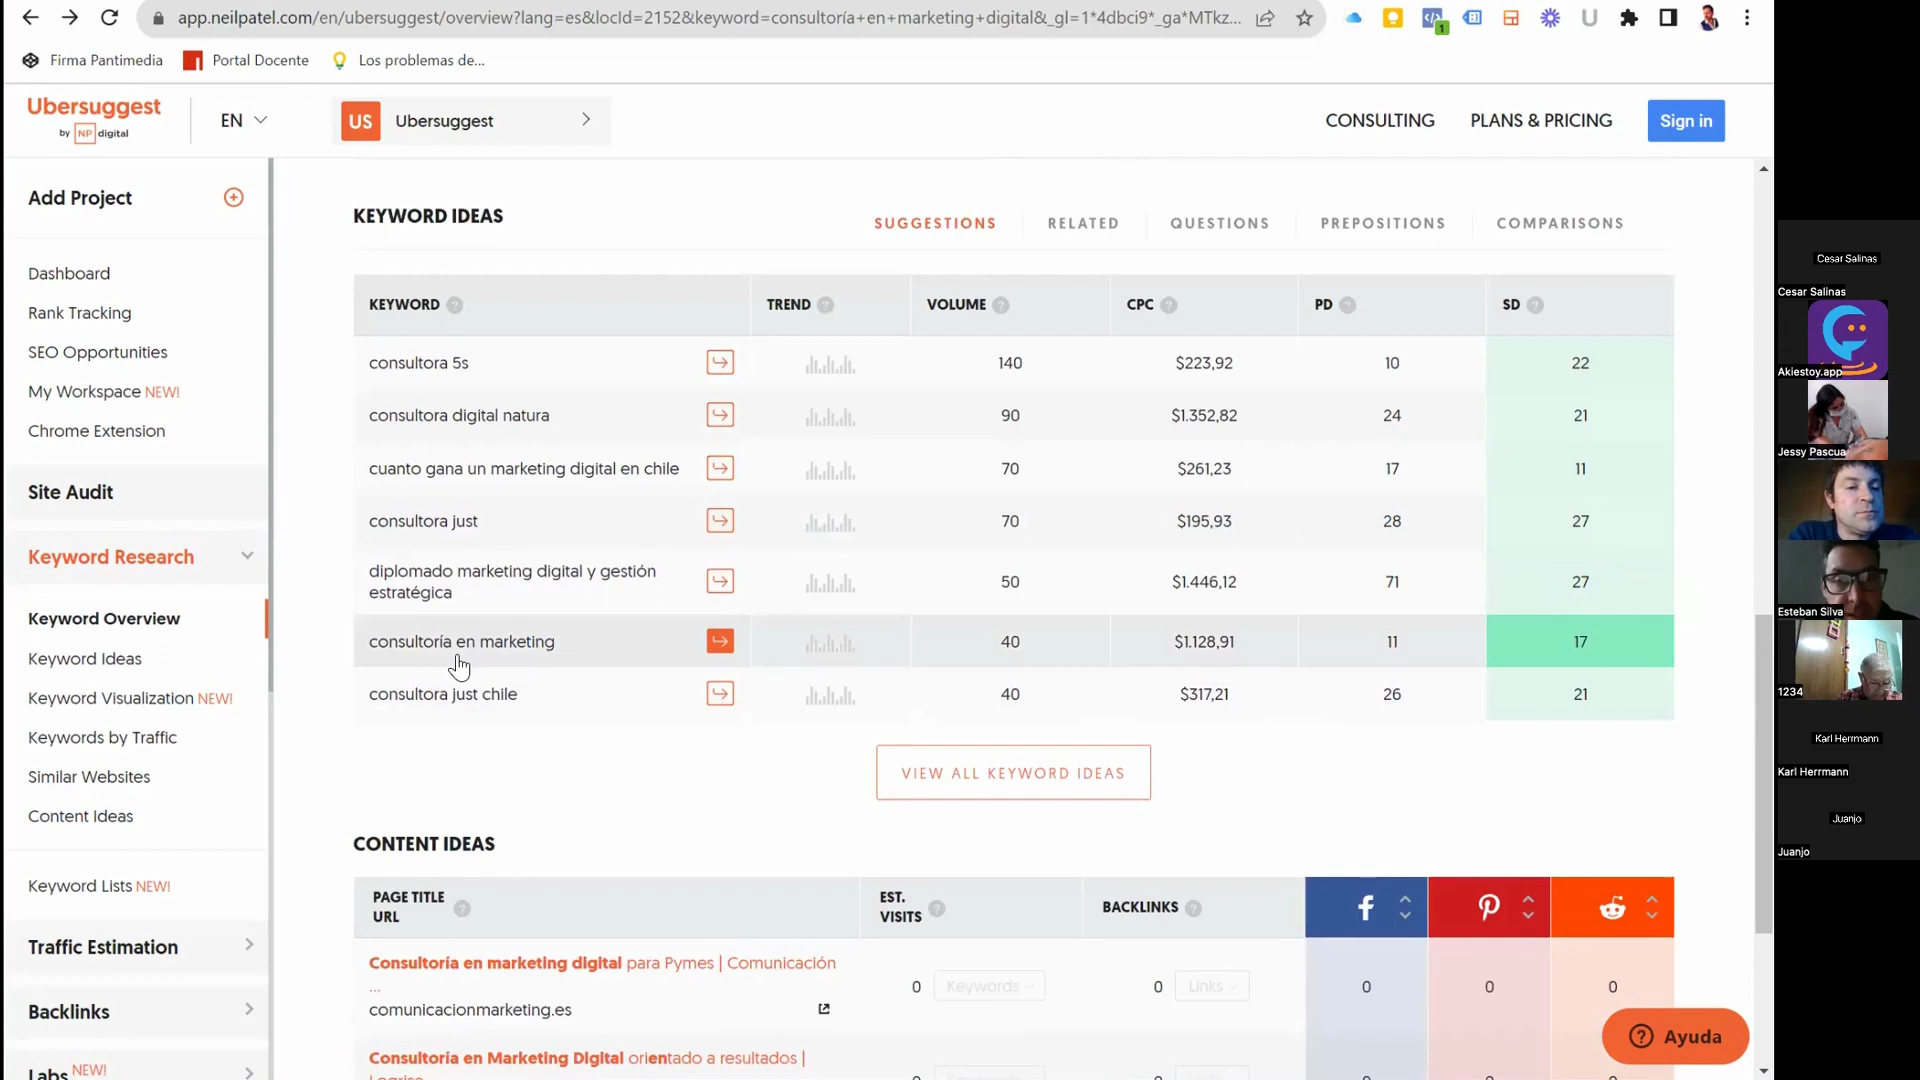 app.neilpatel.com/en/ubersuggest/overview?lang=es&locId=2152&keyword=consultoría+en+marketing+digital&_gl=1*4dbci9*_ga*MTkz...
1
Firma Pantimedia
Portal Docente
Los problemas de...
Ubersuggest
by NP digital
EN
US
Ubersuggest
CONSULTING
PLANS & PRICING
Sign in
Add Project
Dashboard
Rank Tracking
SEO Opportunities
My Workspace NEW!
Chrome Extension
Site Audit
Keyword Research
Keyword Overview
Keyword Ideas
Keyword Visualization NEW!
Keywords by Traffic
Similar Websites
Content Ideas
Keyword Lists NEW!
Traffic Estimation
Backlinks
Labs NEW!
KEYWORD IDEAS
SUGGESTIONS
RELATED
QUESTIONS
PREPOSITIONS
COMPARISONS
KEYWORD ? TREND ? VOLUME ? CPC ? PD ? SD ?
consultora 5s 140 $223,92 10 22
consultora digital natura 90 $1.352,82 24 21
cuanto gana un marketing digital en chile 70 $261,23 17 11
consultora just 70 $195,93 28 27
diplomado marketing digital y gestión
estratégica 50 $1.446,12 71 27
consultoría en marketing 40 $1.128,91 11 17
consultora just chile 40 $317,21 26 21
VIEW ALL KEYWORD IDEAS
CONTENT IDEAS
PAGE TITLE
URL ?
EST.
VISITS ?
BACKLINKS ?
Consultoría en marketing digital para Pymes | Comunicación
...
comunicacionmarketing.es
0 Keywords 0 Links 0 0 0
Consultoría en Marketing Digital orientado a resultados |
Ayuda
Cesar Salinas
Cesar Salinas
Akiestoy.app
Jessy Pascua
Esteban Silva
1234
Karl Herrmann
Karl Herrmann
Juanjo
Juanjo